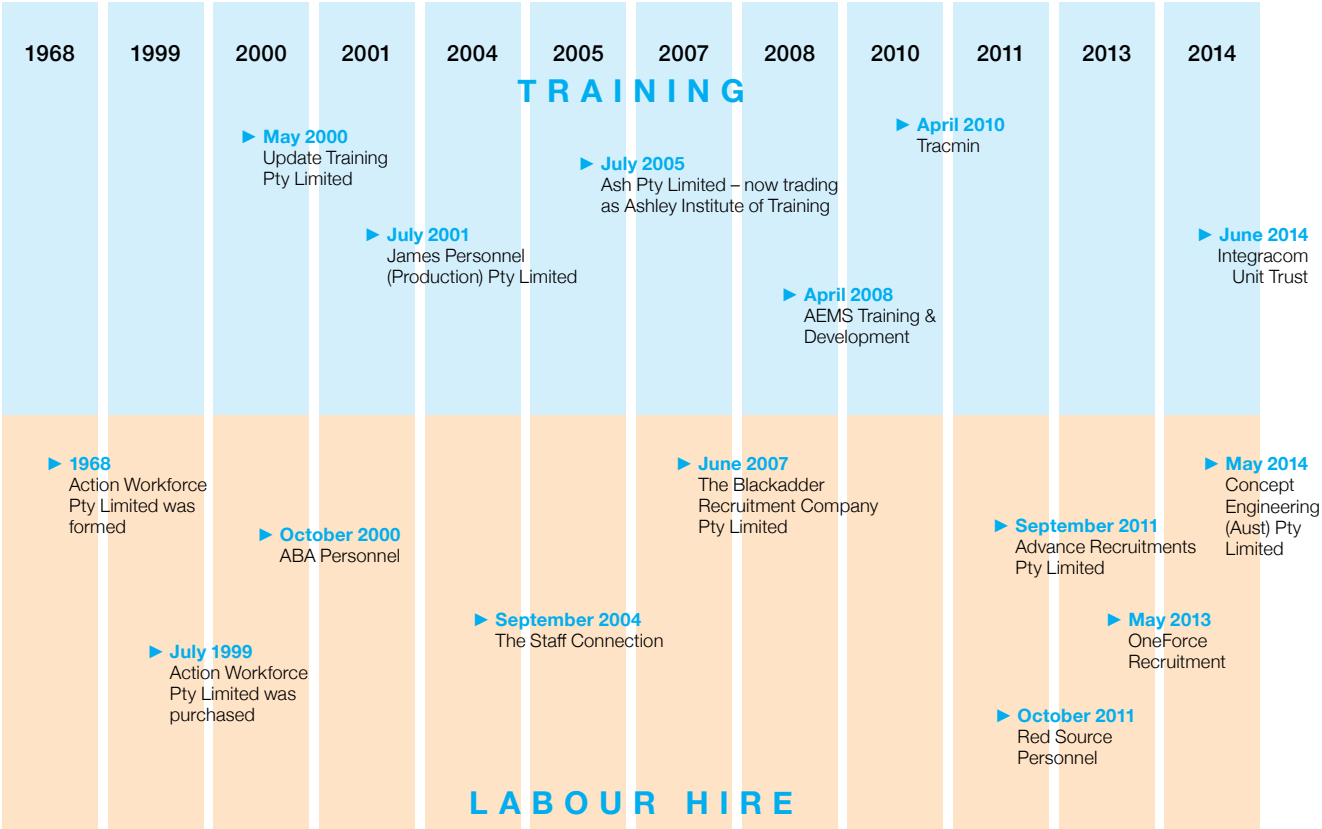 1968 1999 2000 2001 2004 2005 2007 2008 2010 2011 2013 2014
TRAINING
► May 2000
Update Training
Pty Limited
► July 2001
James Personnel
(Production) Pty Limited
► July 2005
Ash Pty Limited – now trading
as Ashley Institute of Training
► April 2008
AEMS Training &
Development
► April 2010
Tracmin
► June 2014
Integracom
Unit Trust
► 1968
Action Workforce
Pty Limited was
formed
► July 1999
Action Workforce
Pty Limited was
purchased
► October 2000
ABA Personnel
► September 2004
The Staff Connection
► June 2007
The Blackadder
Recruitment Company
Pty Limited
► September 2011
Advance Recruitments
Pty Limited
► October 2011
Red Source
Personnel
► May 2013
OneForce
Recruitment
► May 2014
Concept
Engineering
(Aust) Pty
Limited
LABOUR HIRE